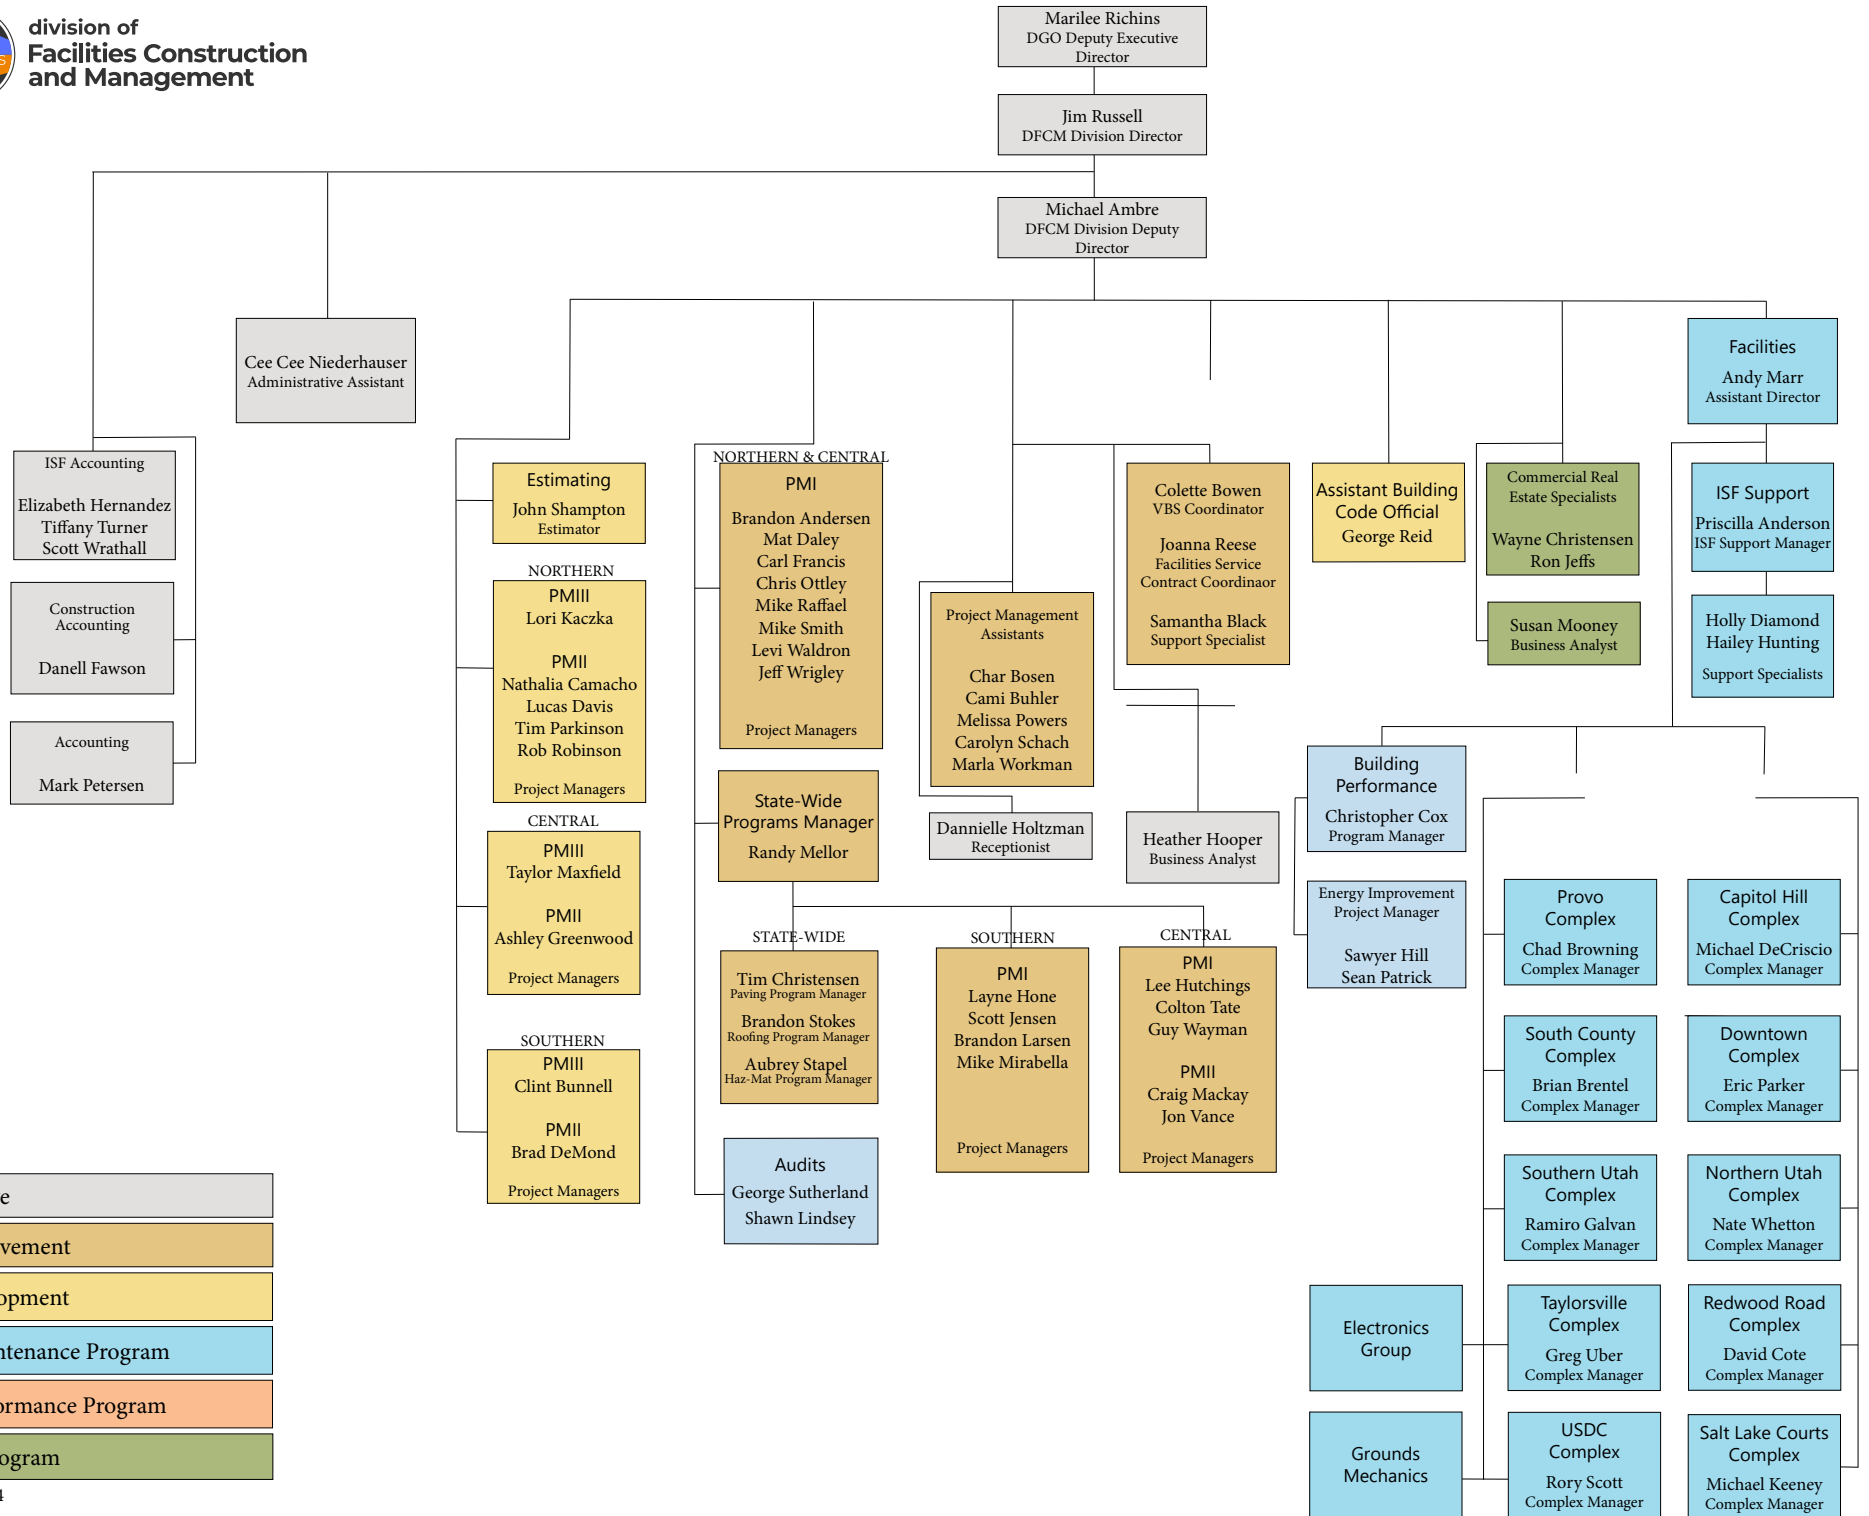 division of
Facilities Construction
and Management
Marilee Richins
DGO Deputy Executive
Director
Jim Russell
DFCM Division Director
Michael Ambre
DFCM Division Deputy
Director
Cee Cee Niederhauser
Administrative Assistant
Facilities
Andy Marr
Assistant Director
ISF Accounting
Elizabeth Hernandez
Tiffany Turner
Scott Wrathall
Construction
Accounting
Danell Fawson
Accounting
Mark Petersen
Estimating
John Shampton
Estimator
NORTHERN
PMIII
Lori Kaczka
PMII
Nathalia Camacho
Lucas Davis
Tim Parkinson
Rob Robinson
Project Managers
CENTRAL
PMIII
Taylor Maxfield
PMII
Ashley Greenwood
Project Managers
SOUTHERN
PMIII
Clint Bunnell
PMII
Brad DeMond
Project Managers
NORTHERN & CENTRAL
PMI
Brandon Andersen
Mat Daley
Carl Francis
Chris Ottley
Mike Raffael
Mike Smith
Levi Waldron
Jeff Wrigley
Project Managers
State-Wide
Programs Manager
Randy Mellor
STATE-WIDE
Tim Christensen
Paving Program Manager
Brandon Stokes
Roofing Program Manager
Aubrey Stapel
Haz-Mat Program Manager
Audits
George Sutherland
Shawn Lindsey
SOUTHERN
PMI
Layne Hone
Scott Jensen
Brandon Larsen
Mike Mirabella
Project Managers
CENTRAL
PMI
Lee Hutchings
Colton Tate
Guy Wayman
PMII
Craig Mackay
Jon Vance
Project Managers
Project Management
Assistants
Char Bosen
Cami Buhler
Melissa Powers
Carolyn Schach
Marla Workman
Dannielle Holtzman
Receptionist
Colette Bowen
VBS Coordinator
Joanna Reese
Facilities Service
Contract Coordinaor
Samantha Black
Support Specialist
Heather Hooper
Business Analyst
Assistant Building
Code Official
George Reid
Commercial Real
Estate Specialists
Wayne Christensen
Ron Jeffs
Susan Mooney
Business Analyst
ISF Support
Priscilla Anderson
ISF Support Manager
Holly Diamond
Hailey Hunting
Support Specialists
Building
Performance
Christopher Cox
Program Manager
Energy Improvement
Project Manager
Sawyer Hill
Sean Patrick
Provo
Complex
Chad Browning
Complex Manager
Capitol Hill
Complex
Michael DeCriscio
Complex Manager
South County
Complex
Brian Brentel
Complex Manager
Downtown
Complex
Eric Parker
Complex Manager
Southern Utah
Complex
Ramiro Galvan
Complex Manager
Northern Utah
Complex
Nate Whetton
Complex Manager
Electronics
Group
Taylorsville
Complex
Greg Uber
Complex Manager
Redwood Road
Complex
David Cote
Complex Manager
Grounds
Mechanics
USDC
Complex
Rory Scott
Complex Manager
Salt Lake Courts
Complex
Michael Keeney
Complex Manager
e
vement
opment
ntenance Program
ormance Program
ogram
4